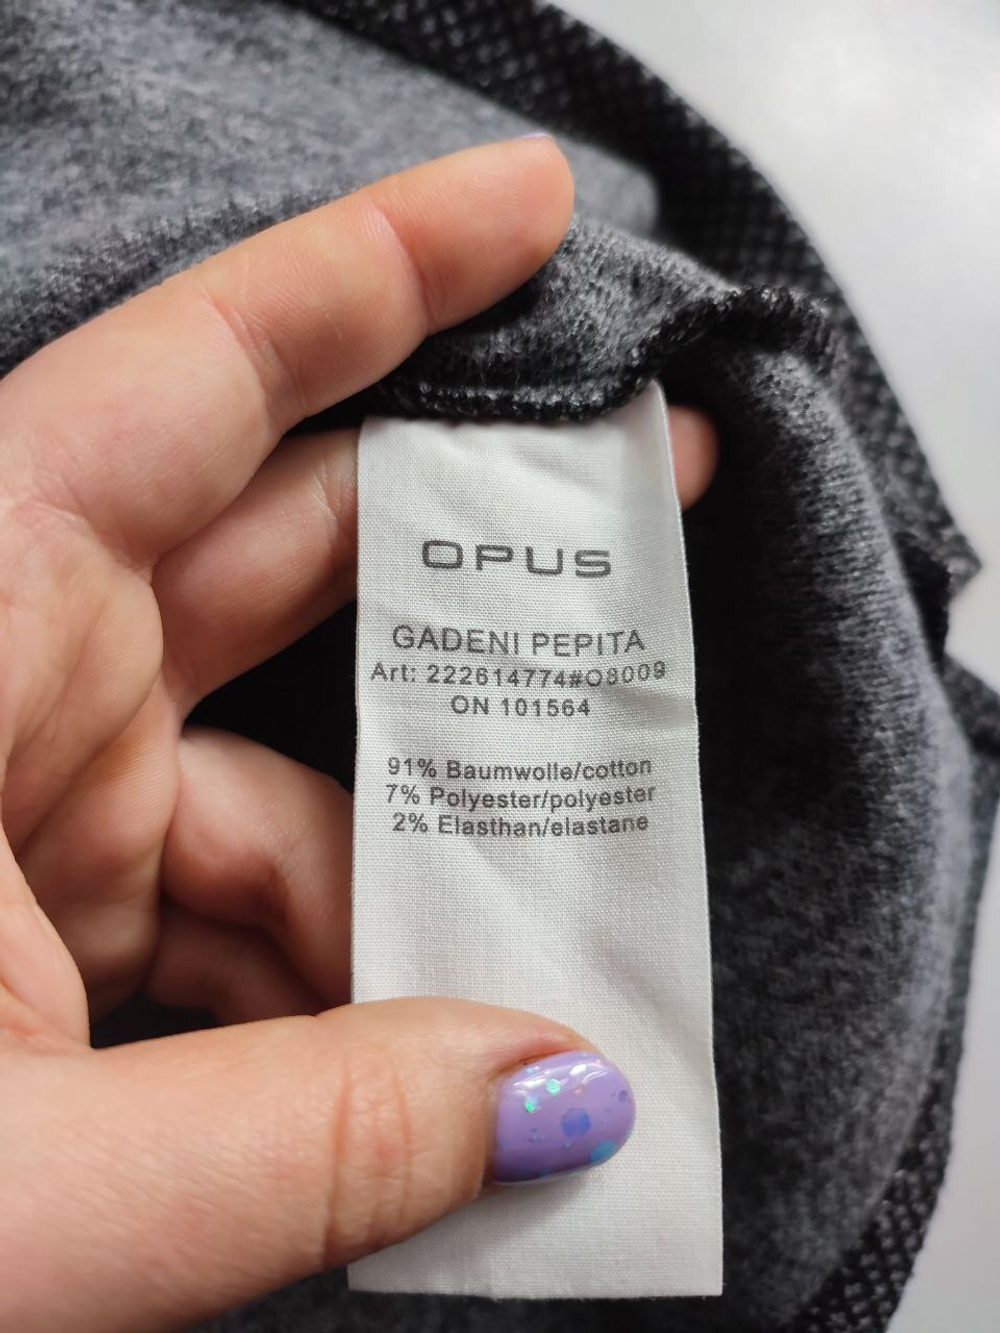 OPUS
GADENI PEPITA
Art: 222614774#O8009
ON 101564
91% Baumwolle/cotton
7% Polyester/polyester
2% Elasthan/elastane